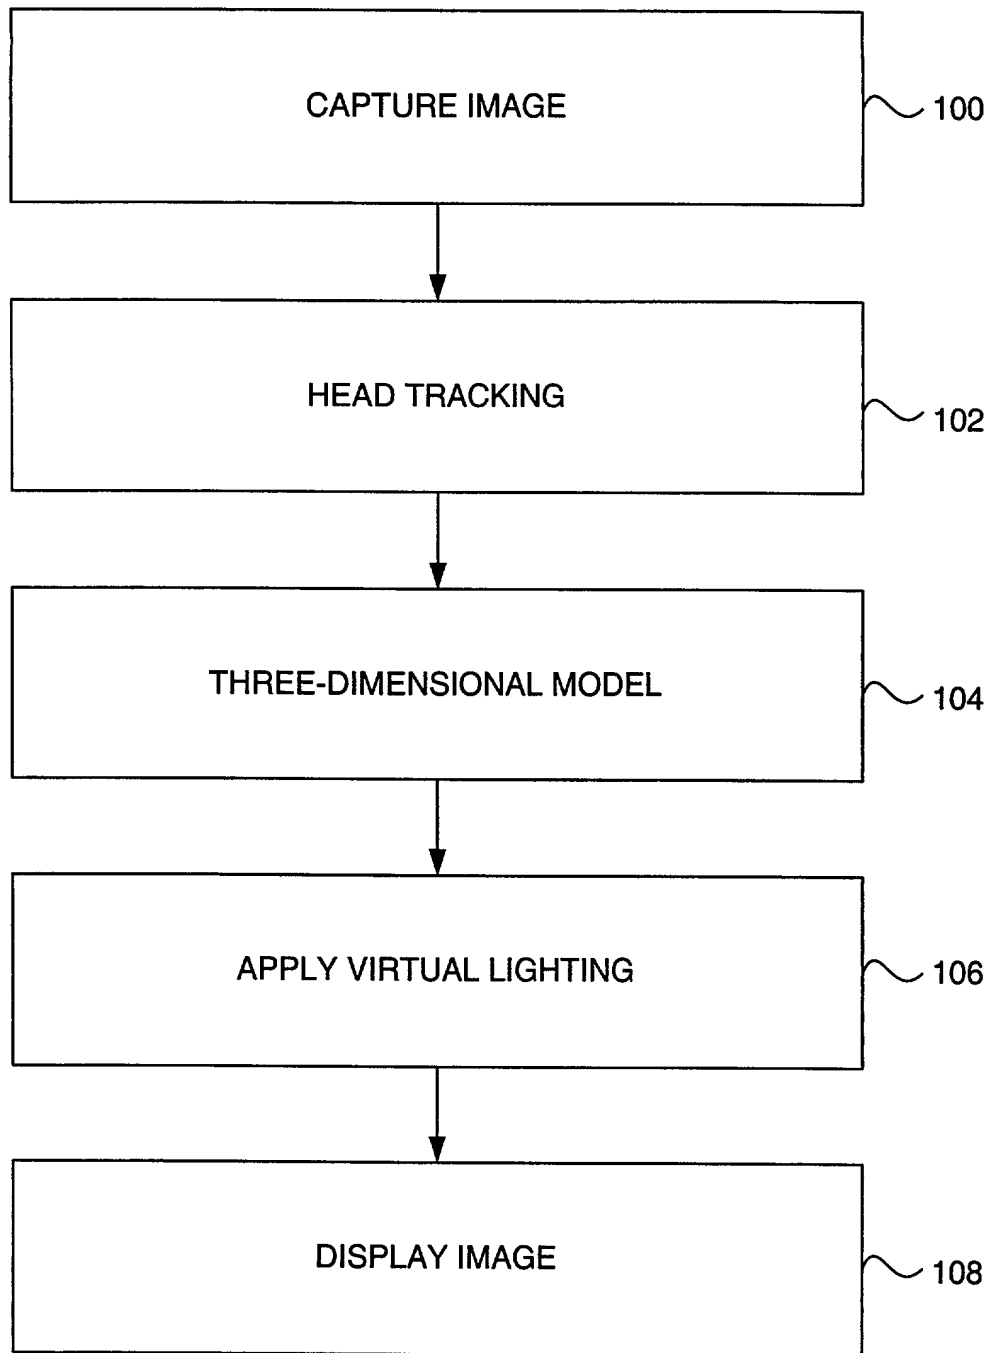 CAPTURE IMAGE
100
HEAD TRACKING
102
THREE-DIMENSIONAL MODEL
104
APPLY VIRTUAL LIGHTING
106
DISPLAY IMAGE
108